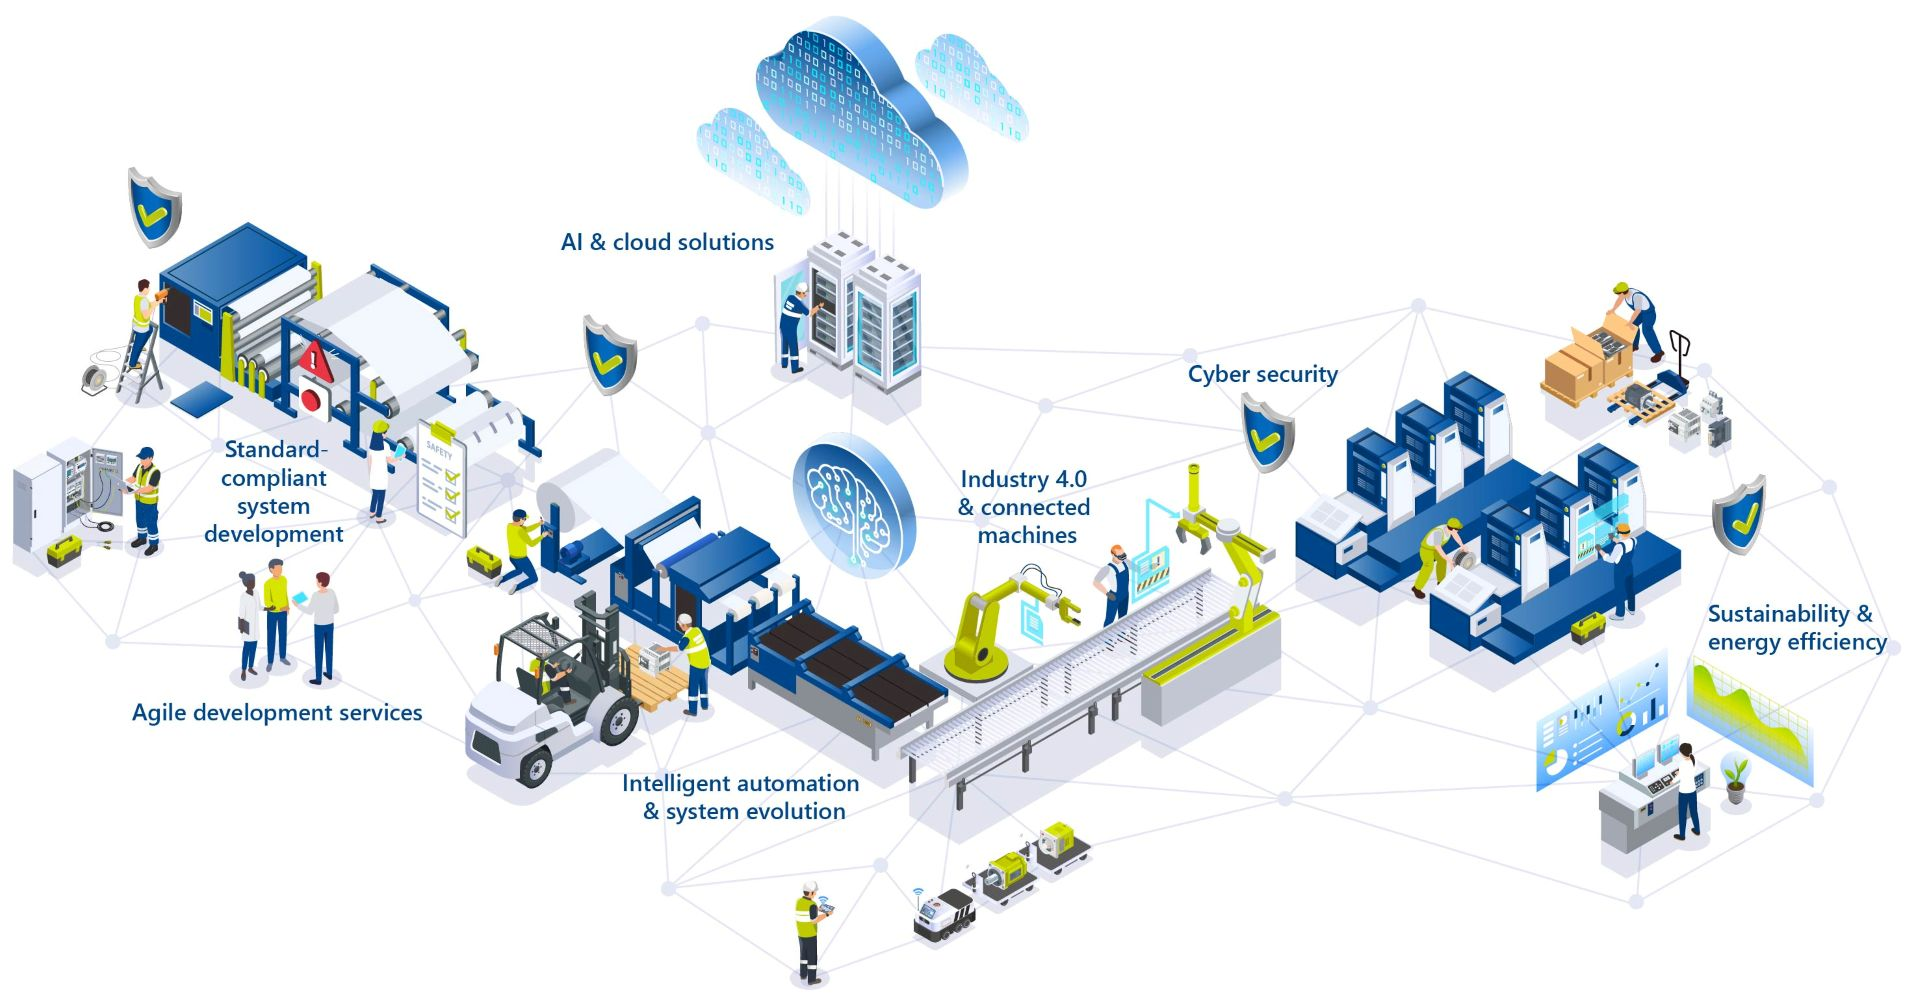 AI & cloud solutions
Cyber security
Standard-
compliant
system
development
SAFETY
Industry 4.0
& connected
machines
Sustainability &
energy efficiency
Agile development services
Intelligent automation
& system evolution